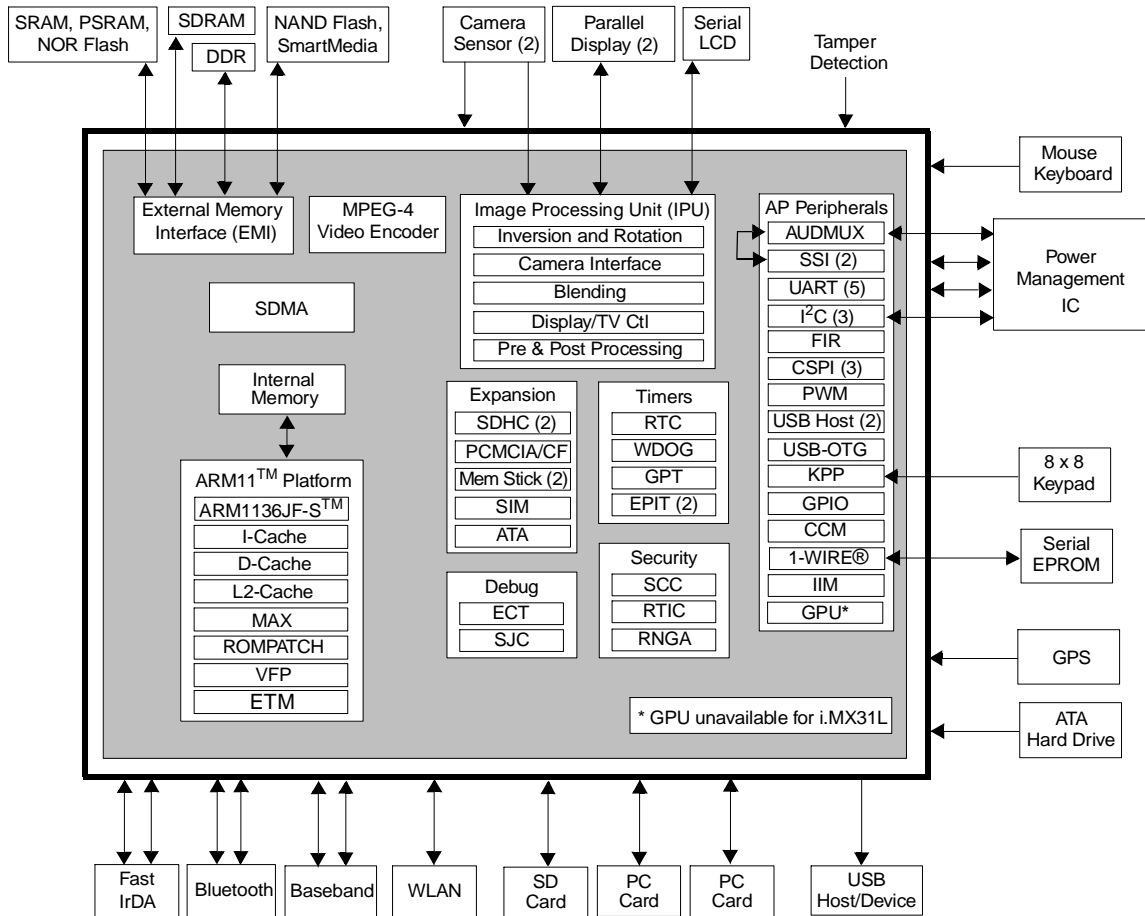 SRAM, PSRAM,
NOR Flash
SDRAM
DDR
NAND Flash,
SmartMedia
Camera
Sensor (2)
Parallel
Display (2)
Serial
LCD
Tamper
Detection
External Memory
Interface (EMI)
MPEG-4
Video Encoder
SDMA
Internal
Memory
ARM11™ Platform
ARM1136JF-S™
I-Cache
D-Cache
L2-Cache
MAX
ROMPATCH
VFP
ETM
Image Processing Unit (IPU)
Inversion and Rotation
Camera Interface
Blending
Display/TV Ctl
Pre & Post Processing
Expansion
SDHC (2)
PCMCIA/CF
Mem Stick (2)
SIM
ATA
Timers
RTC
WDOG
GPT
EPIT (2)
Debug
ECT
SJC
Security
SCC
RTIC
RNGA
AP Peripherals
AUDMUX
SSI (2)
UART (5)
I²C (3)
FIR
CSPI (3)
PWM
USB Host (2)
USB-OTG
KPP
GPIO
CCM
1-WIRE®
IIM
GPU*
* GPU unavailable for i.MX31L
Mouse
Keyboard
Power
Management
IC
8 x 8
Keypad
Serial
EPROM
GPS
ATA
Hard Drive
Fast
IrDA
Bluetooth
Baseband
WLAN
SD
Card
PC
Card
PC
Card
USB
Host/Device